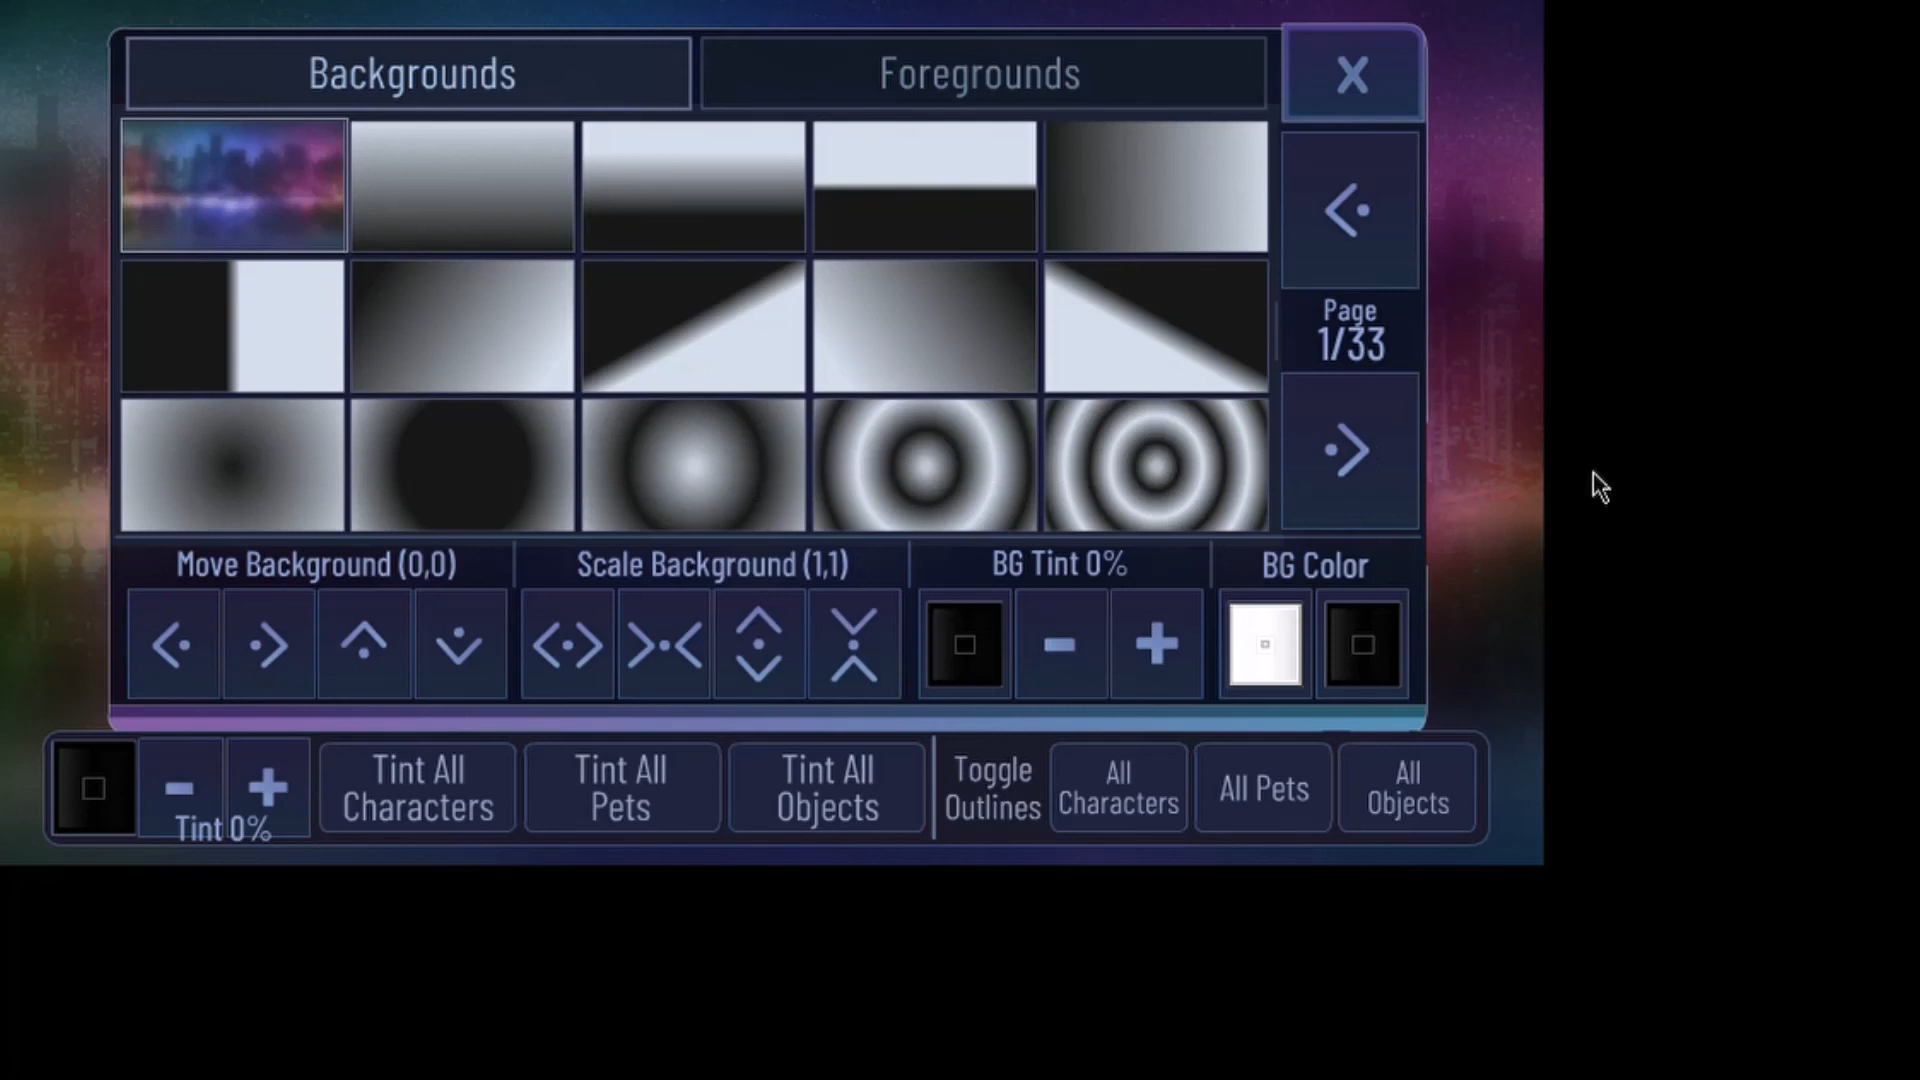 Backgrounds
Foregrounds
X
Page
1/33
Move Background (0,0)
Scale Background (1,1)
BG Tint 0%
BG Color
Tint 0%
Tint All
Characters
Tint All
Pets
Tint All
Objects
Toggle
Outlines
All
Characters
All Pets
All
Objects